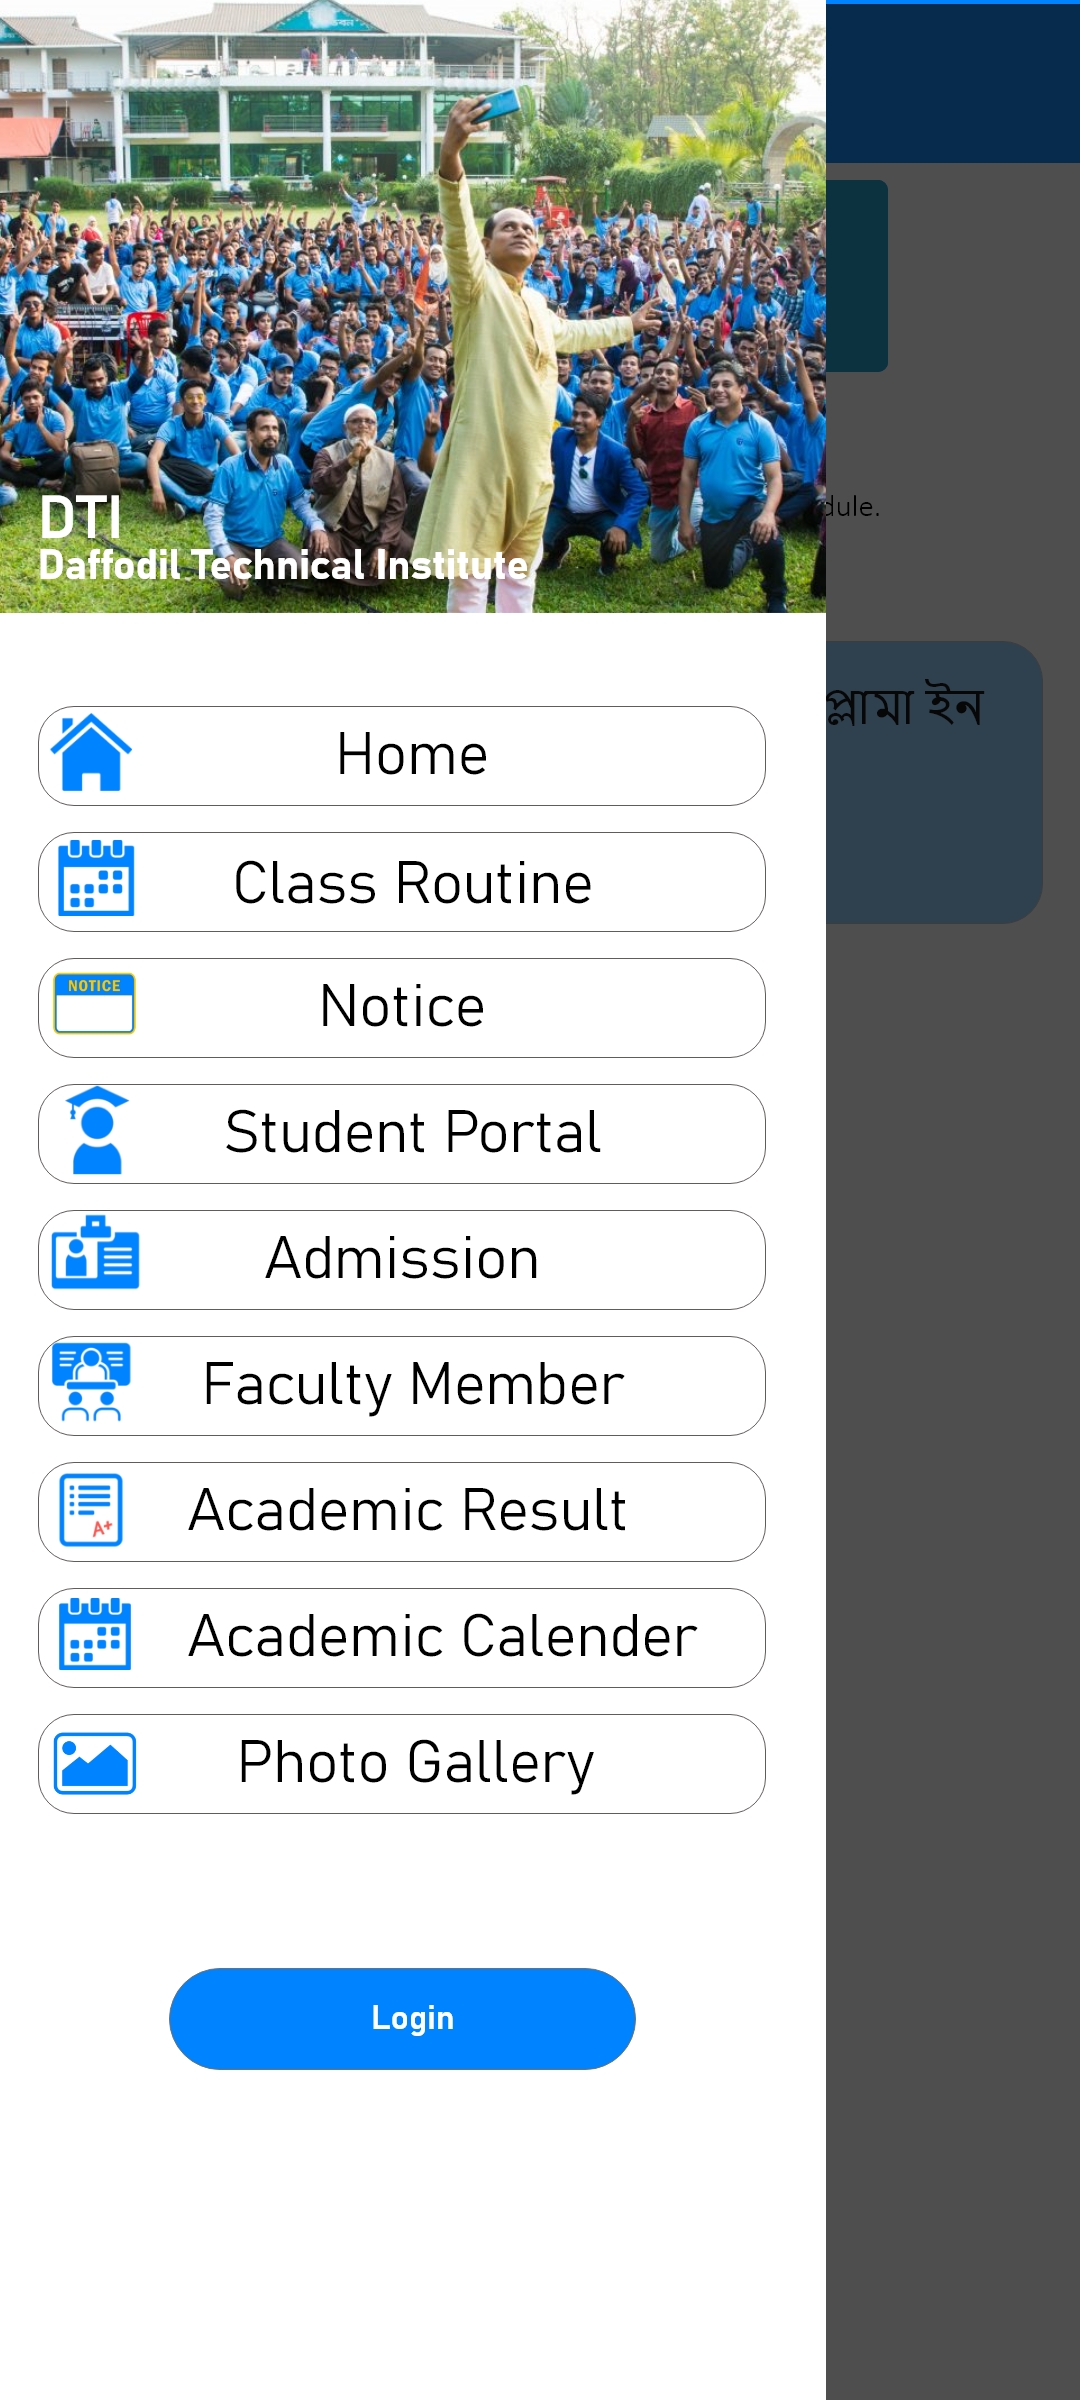 DTI
Daffodil Technical Institute
dule.
প্লামা ইন
Home
Class Routine
NOTICE
Notice
Student Portal
Admission
Faculty Member
A+
Academic Result
Academic Calender
Photo Gallery
Login